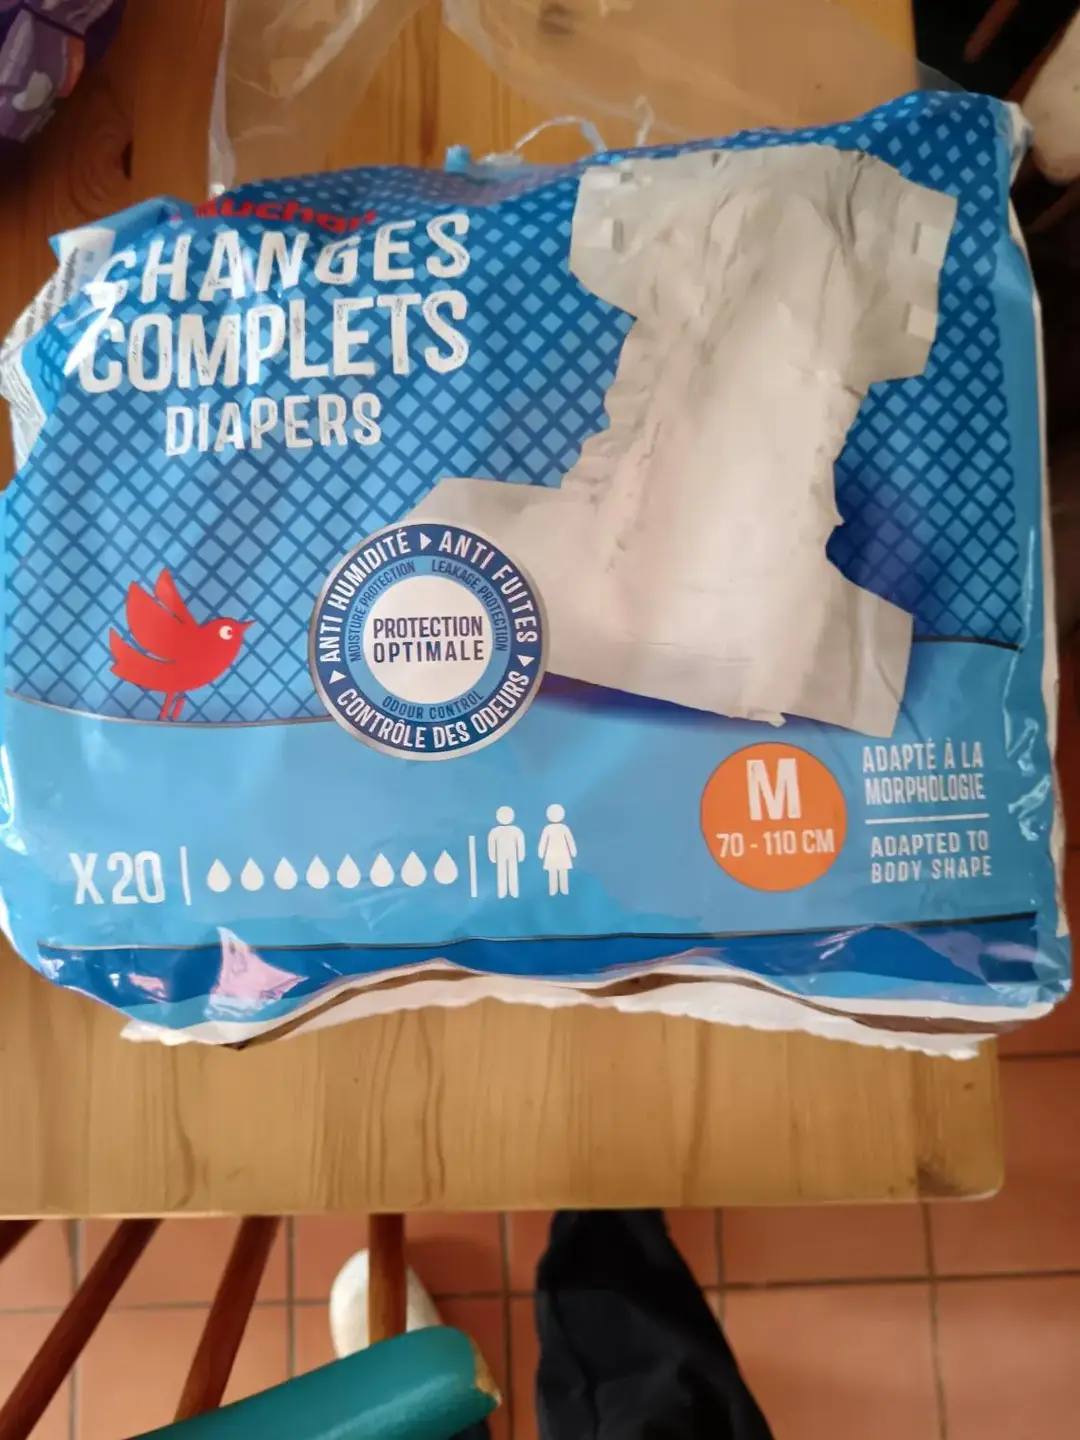 Auchan
CHANGES
COMPLETS
DIAPERS
ANTI HUMIDITÉ
ANTI FUITES
CONTRÔLE DES ODEURS
MOISTURE PROTECTION
LEAKAGE PROTECTION
ODOUR CONTROL
PROTECTION
OPTIMALE
X20
M
70 - 110 CM
ADAPTÉ À LA
MORPHOLOGIE
ADAPTED TO
BODY SHAPE